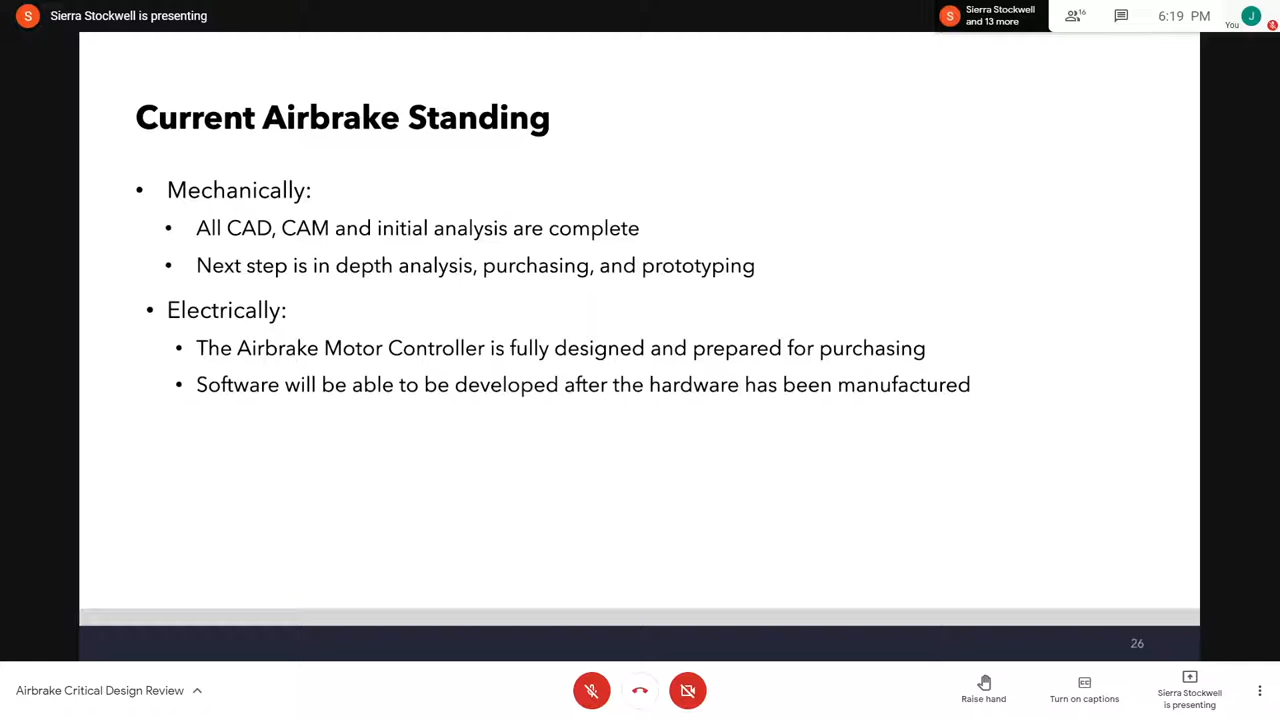 S Sierra Stockwell is presenting
S Sierra Stockwell
and 13 more
16
6:19 PM
You
J
Current Airbrake Standing
• Mechanically:
• All CAD, CAM and initial analysis are complete
• Next step is in depth analysis, purchasing, and prototyping
• Electrically:
• The Airbrake Motor Controller is fully designed and prepared for purchasing
• Software will be able to be developed after the hardware has been manufactured
26
Airbrake Critical Design Review
Raise hand
CC
Turn on captions
Sierra Stockwell
is presenting